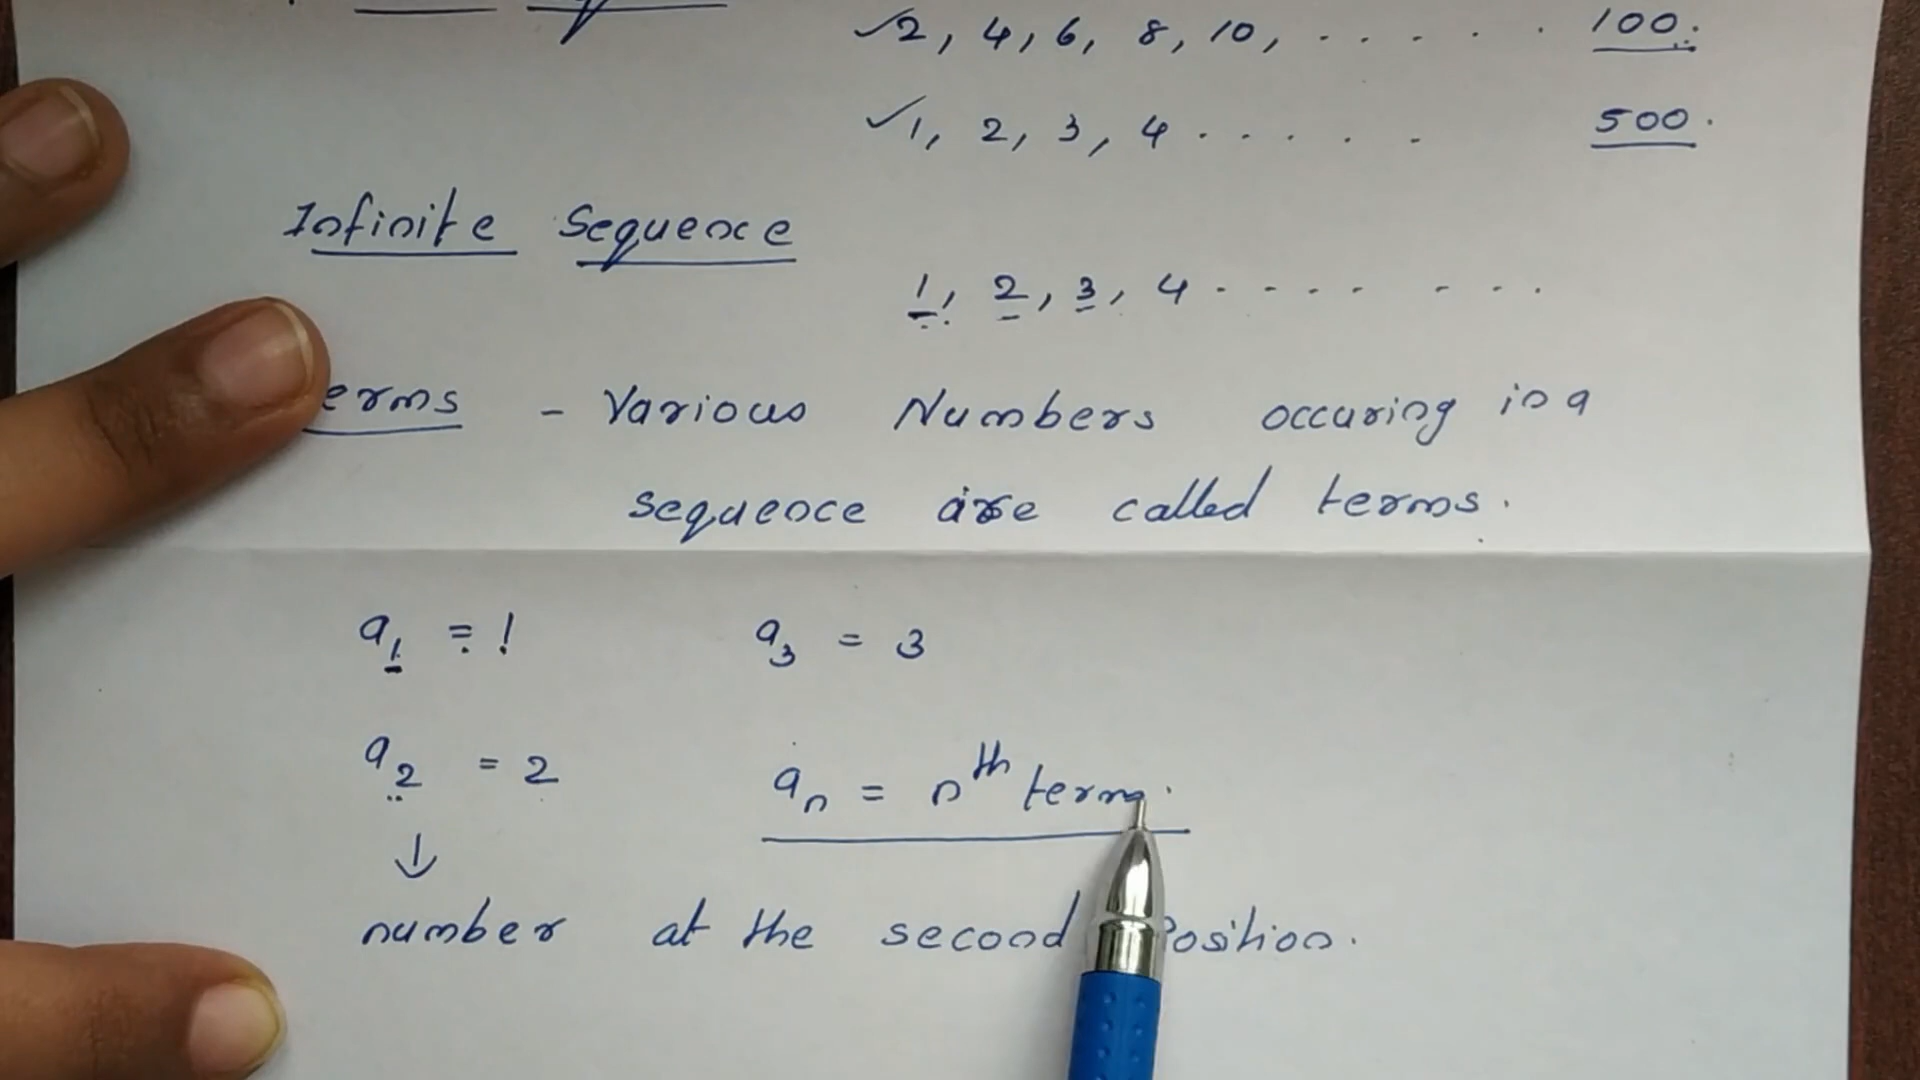 ✓2, 4, 6, 8, 10, . . . . . 100.
✓1, 2, 3, 4 . . . . . . 500.
Infinite Sequence
1, 2, 3, 4 . . . . . . .
erms - Various Numbers occuring in a
sequence are called terms.
a₁ = 1 a₃ = 3
a₂ = 2 aₙ = nᵗʰ term.
↓
number at the second Position.